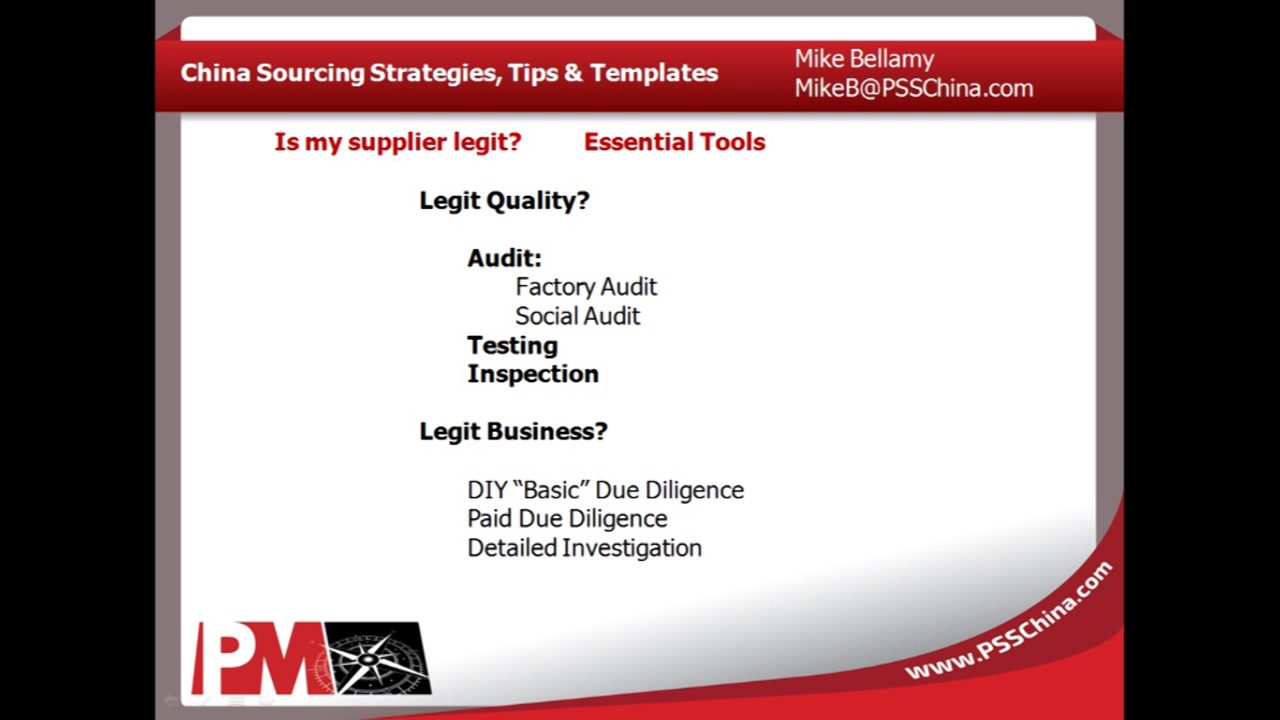 China Sourcing Strategies, Tips & Templates
Mike Bellamy
MikeB@PSSChina.com
Is my supplier legit? Essential Tools
Legit Quality?
Audit:
Factory Audit
Social Audit
Testing
Inspection
Legit Business?
DIY “Basic” Due Diligence
Paid Due Diligence
Detailed Investigation
PM
www.PSSChina.com